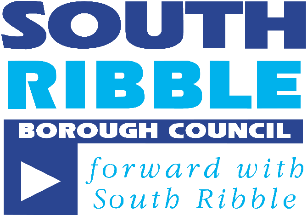 SOUTH
RIBBLE
BOROUGH COUNCIL
forward with
South Ribble